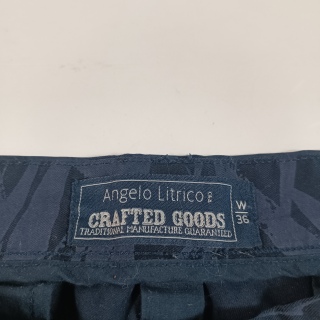 Angelo Litrico
CRAFTED GOODS
TRADITIONAL MANUFACTURE GUARANTEED
W
36